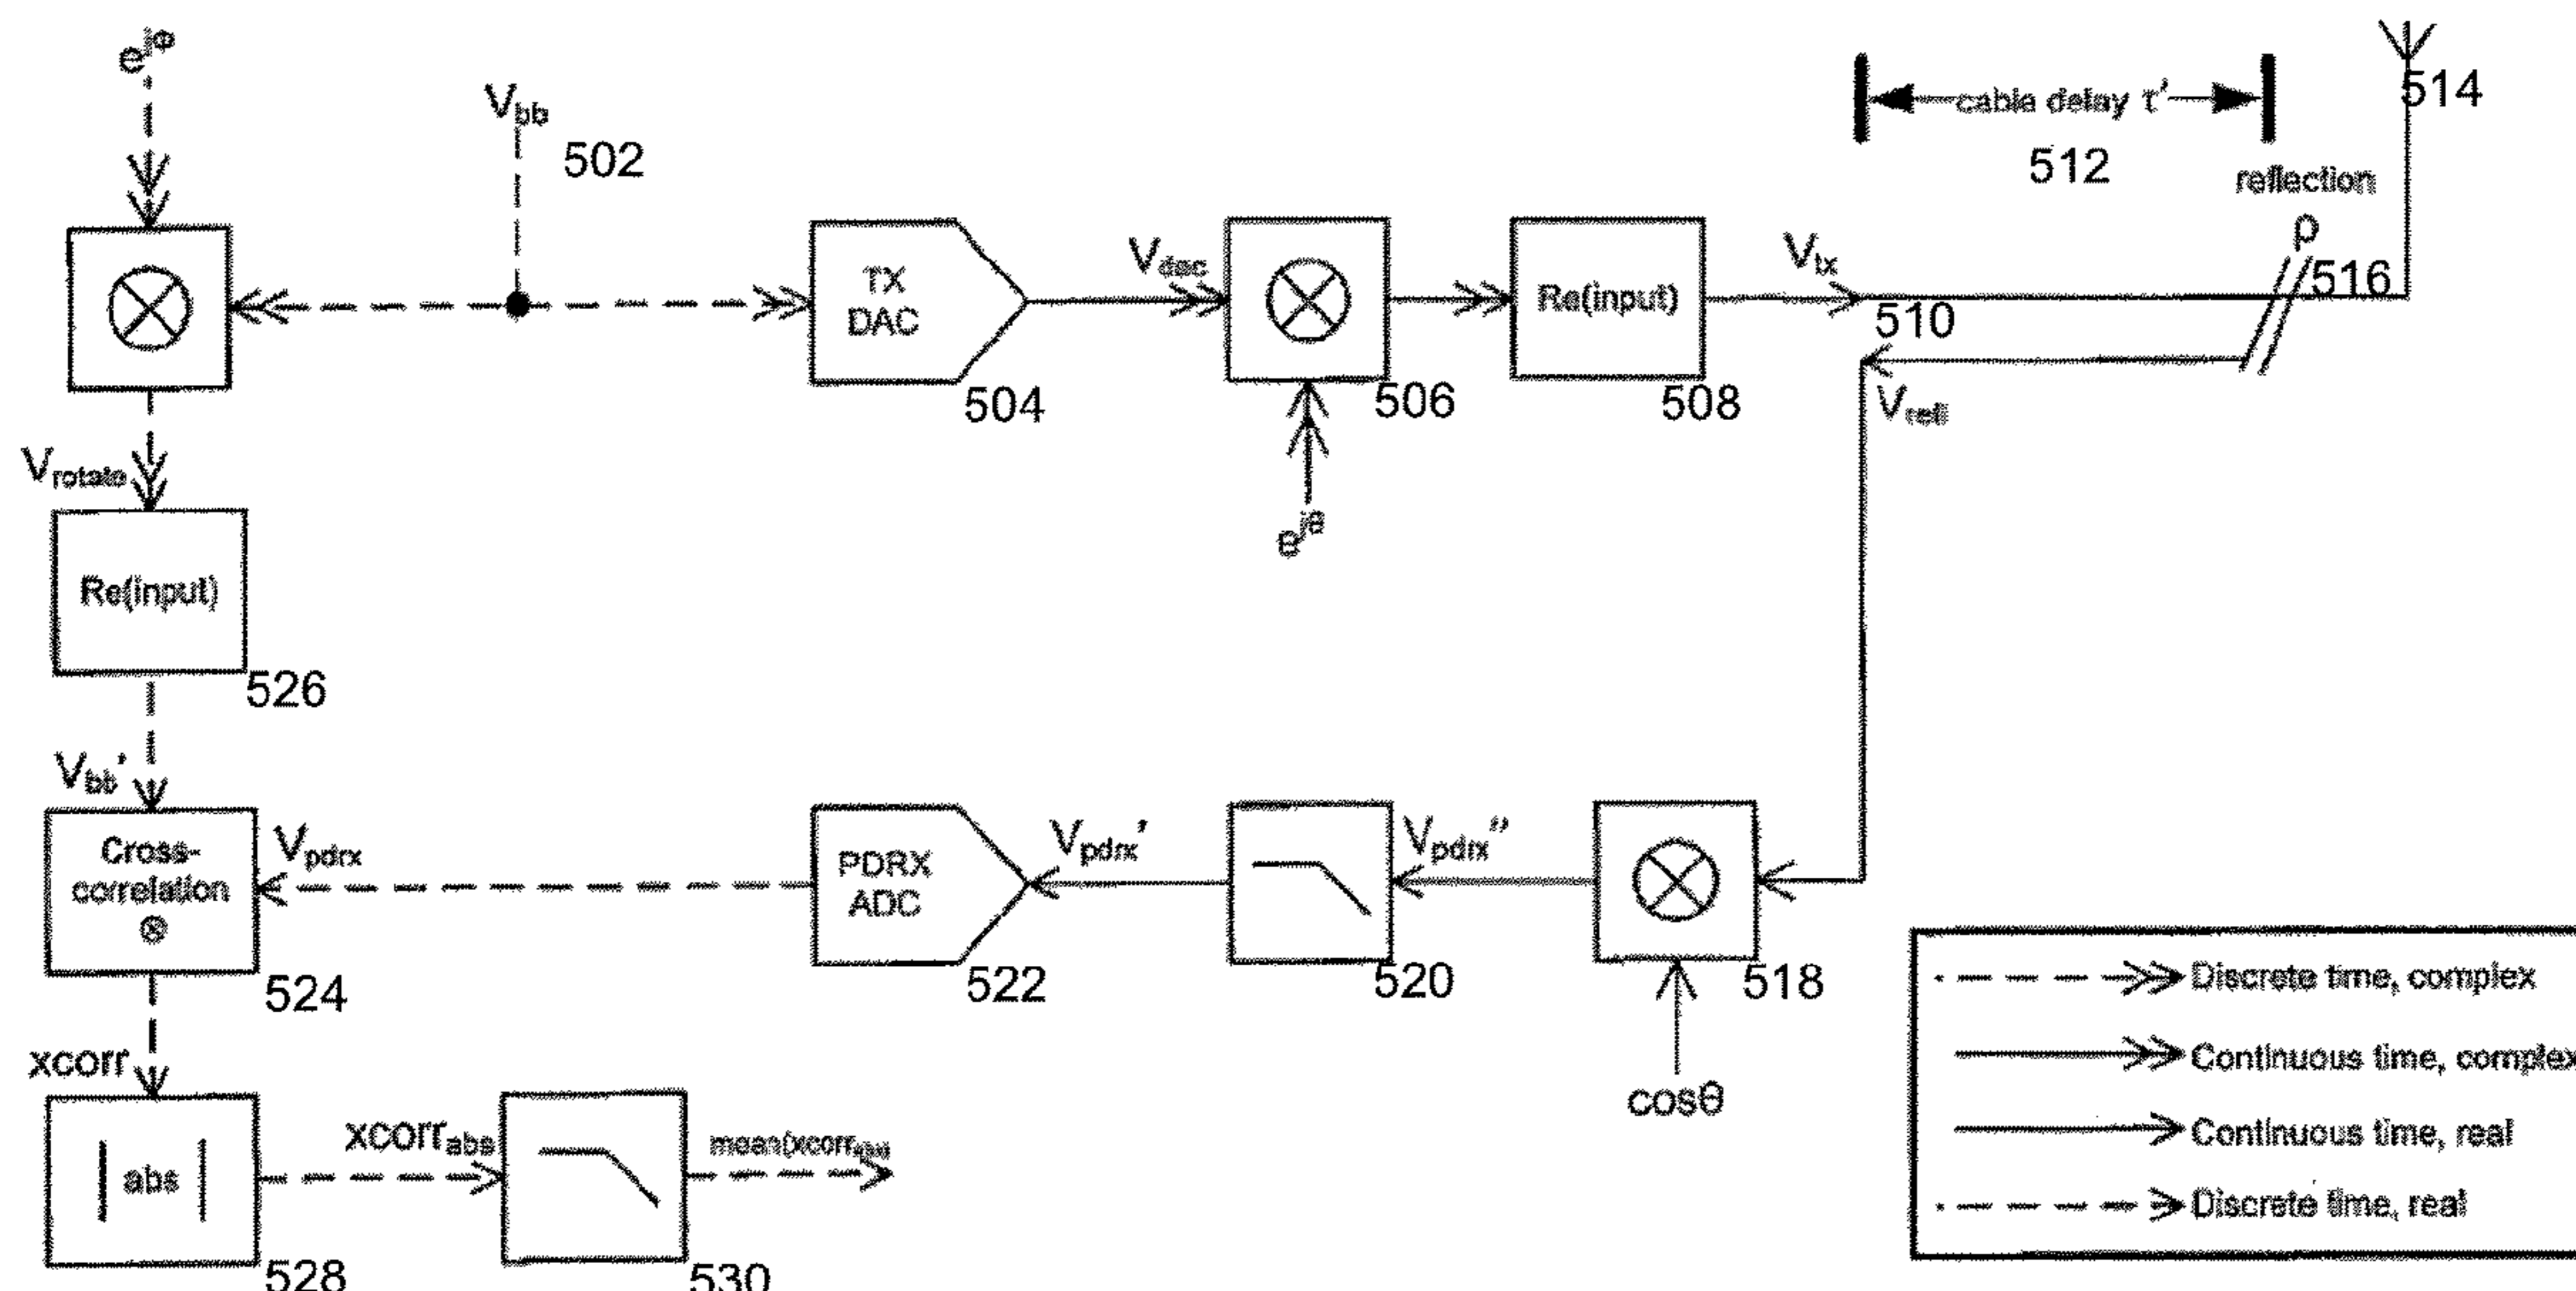 e^jφ
V_bb
502
cable delay τ'
512
514
reflection
ρ
516
TX
DAC
504
V_dac
506
e^jθ
Re(input)
508
V_tx
510
V_refl
V_rotate
Re(input)
526
V_bb'
Cross-
correlation
⊗
524
V_pdrx
PDRX
ADC
522
V_pdrx'
520
V_pdrx"
518
cosθ
xcorr
abs
528
xcorr_abs
530
mean(xcorr_abs)
Discrete time, complex
Continuous time, complex
Continuous time, real
Discrete time, real